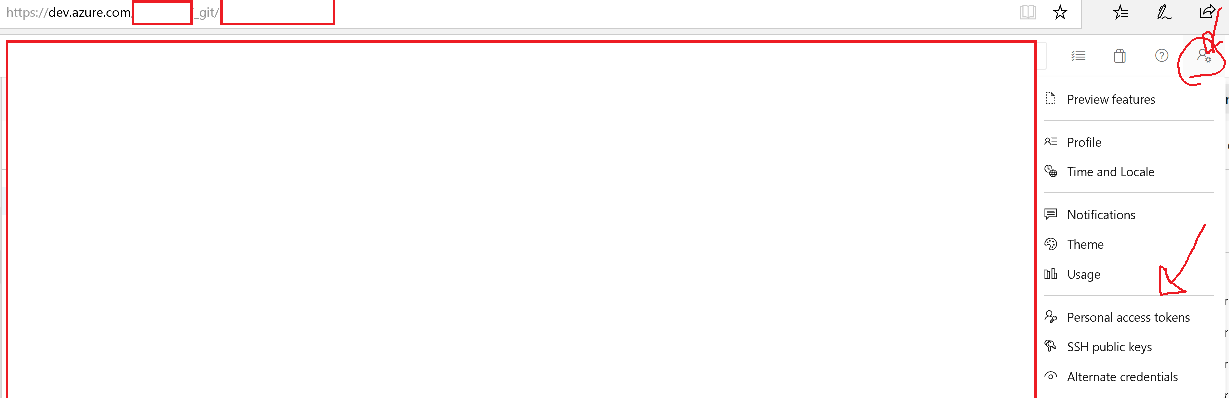 https://dev.azure.com
_git/
Preview features
Profile
Time and Locale
Notifications
Theme
Usage
Personal access tokens
SSH public keys
Alternate credentials